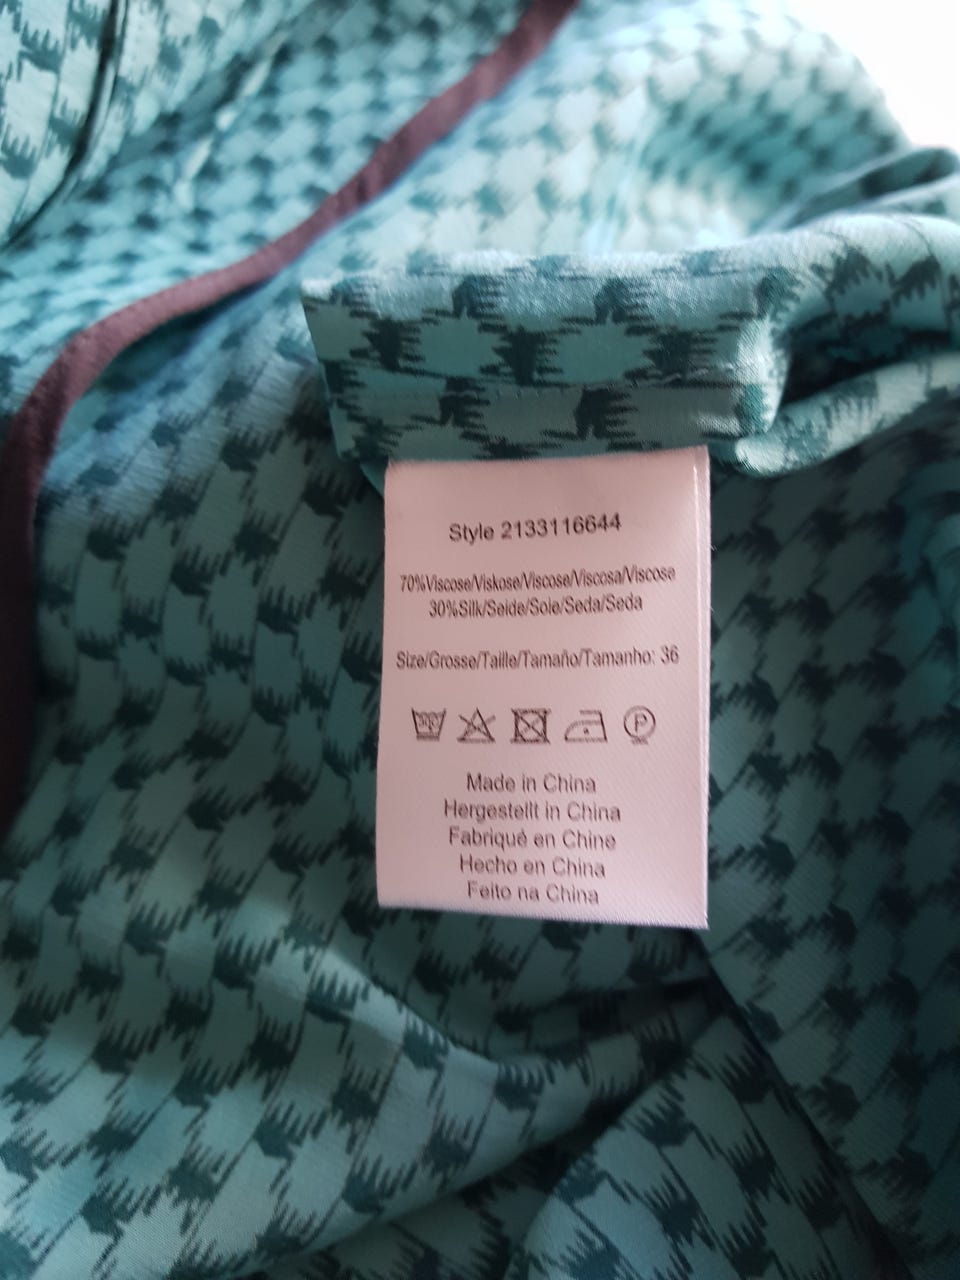 Style 2133116644
70%Viscose/Viskose/Viscose/Viscosa/Viscose
30%Silk/Seide/Soie/Seda/Seda
Size/Grosse/Taille/Tamaño/Tamanho: 36
30°
P
Made in China
Hergestellt in China
Fabriqué en Chine
Hecho en China
Feito na China